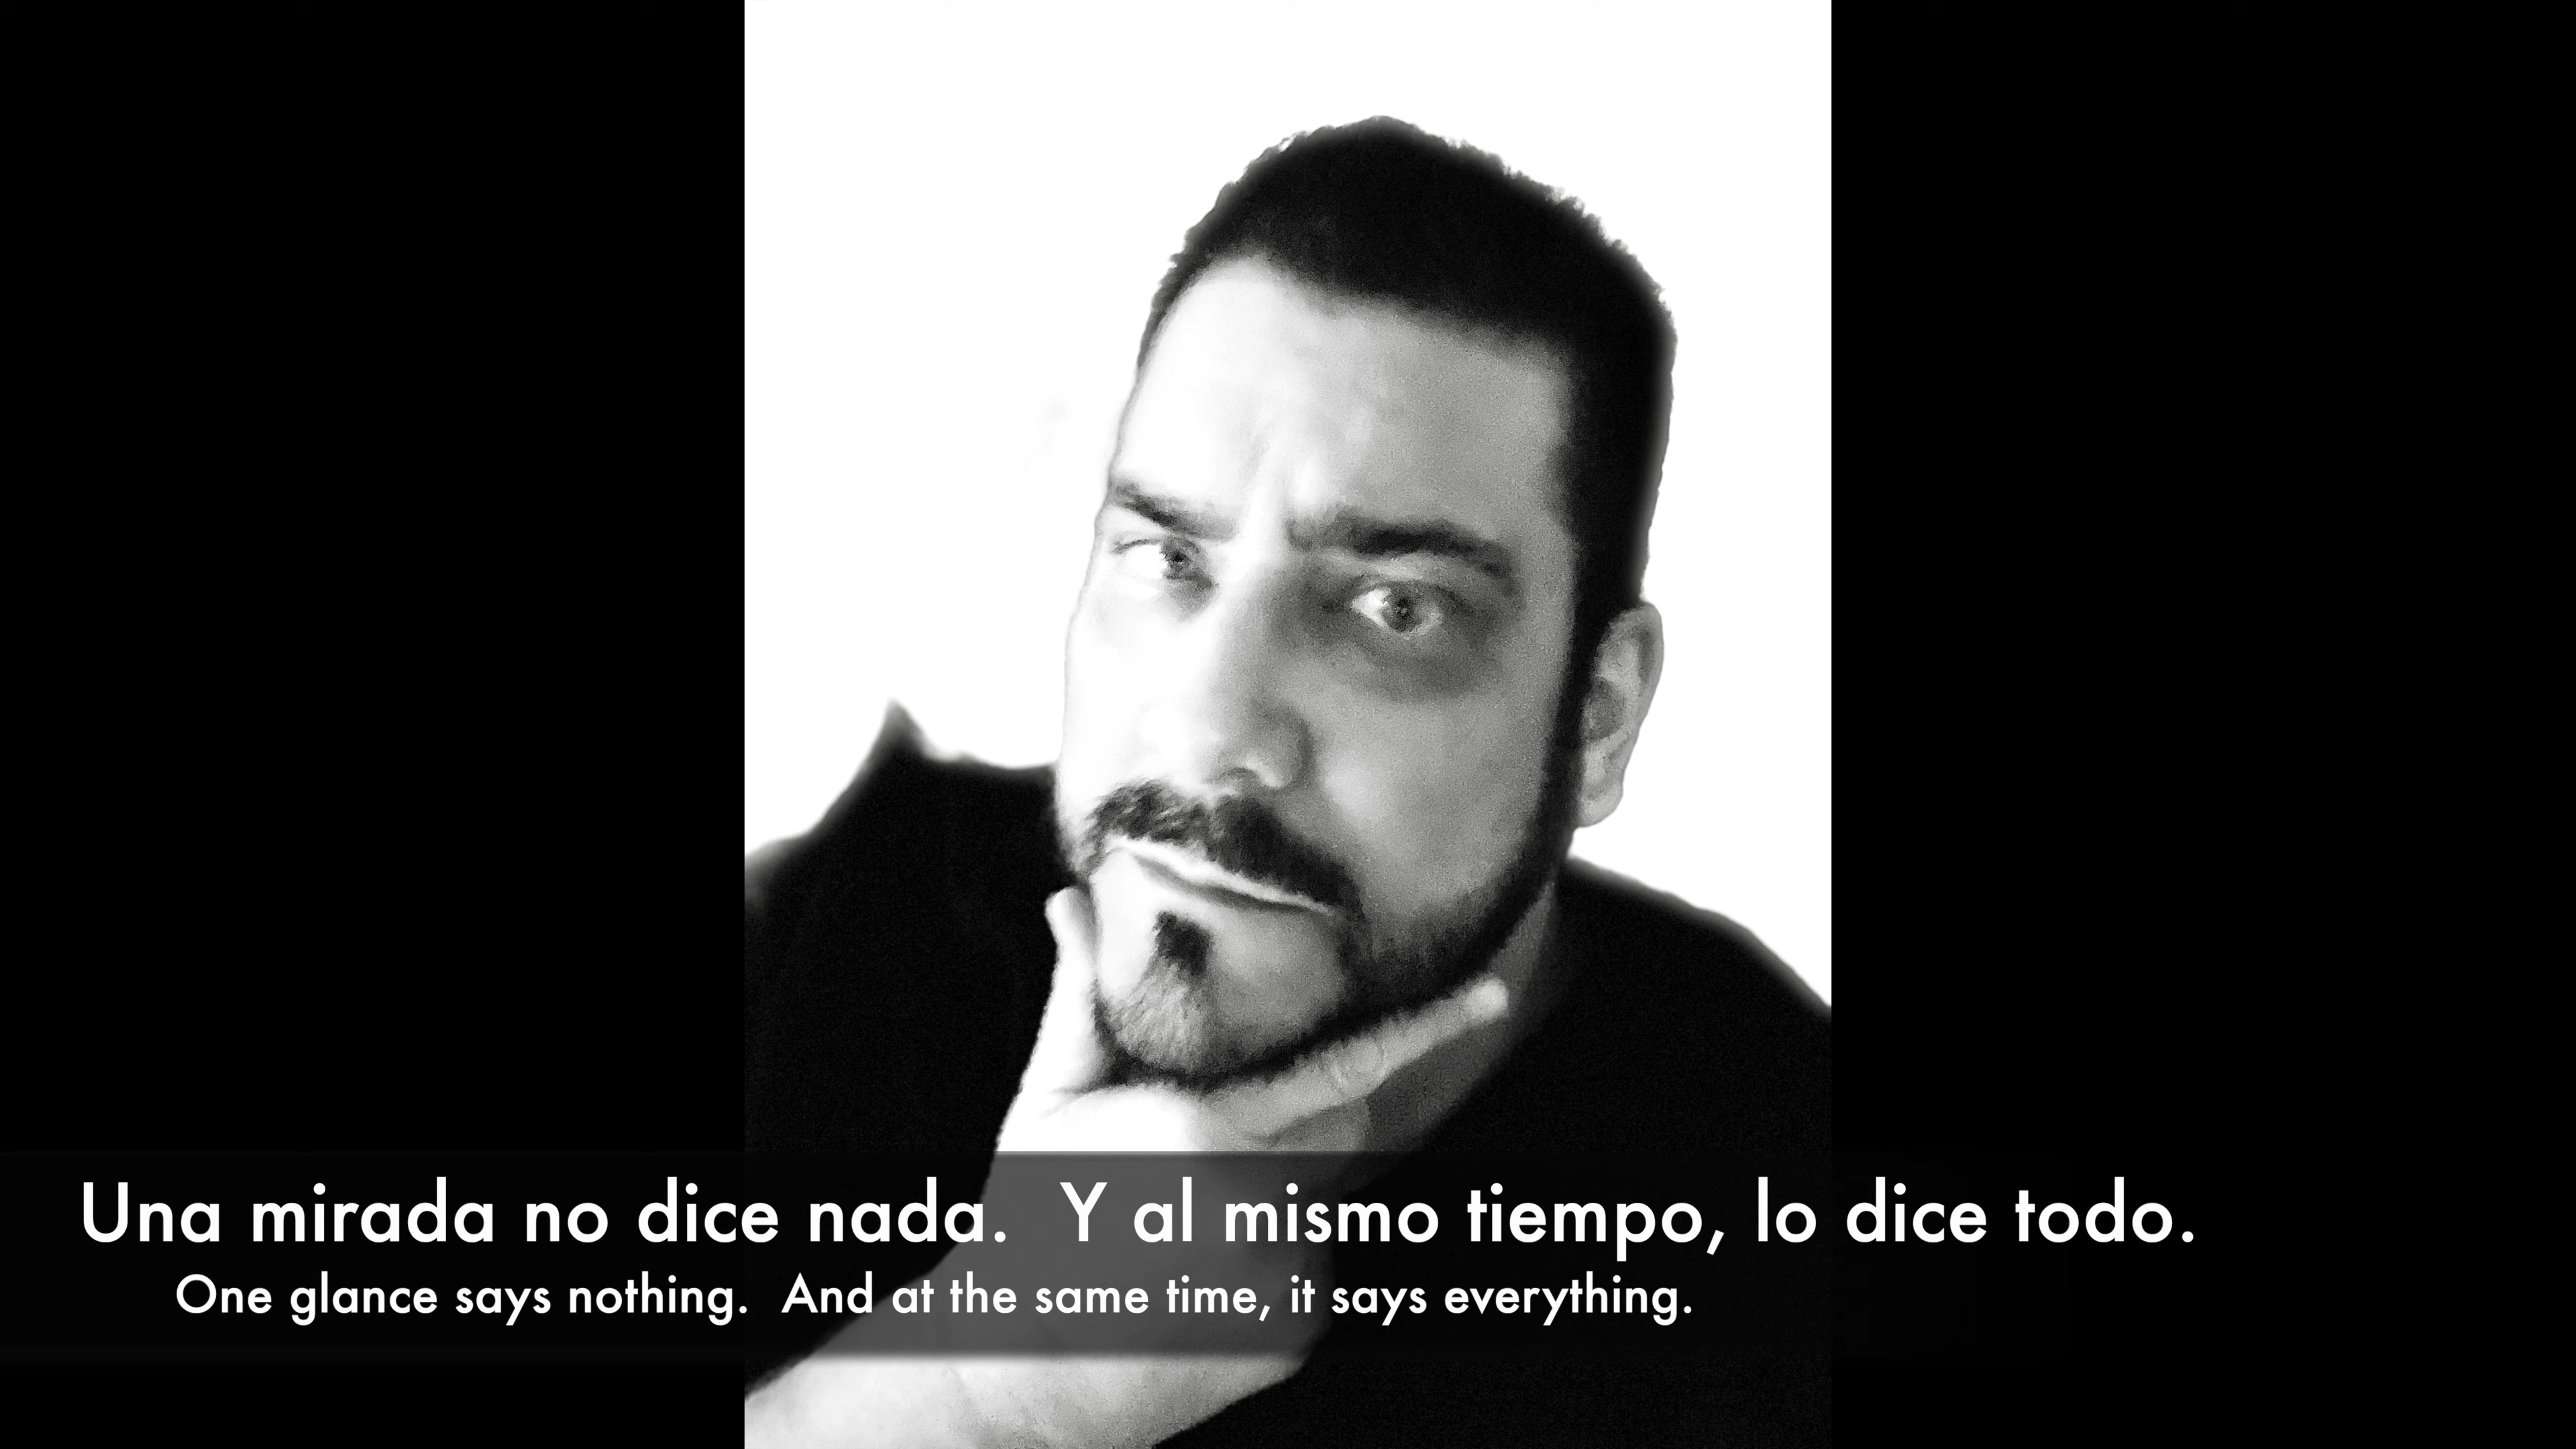 Una mirada no dice nada. Y al mismo tiempo, lo dice todo.
One glance says nothing. And at the same time, it says everything.